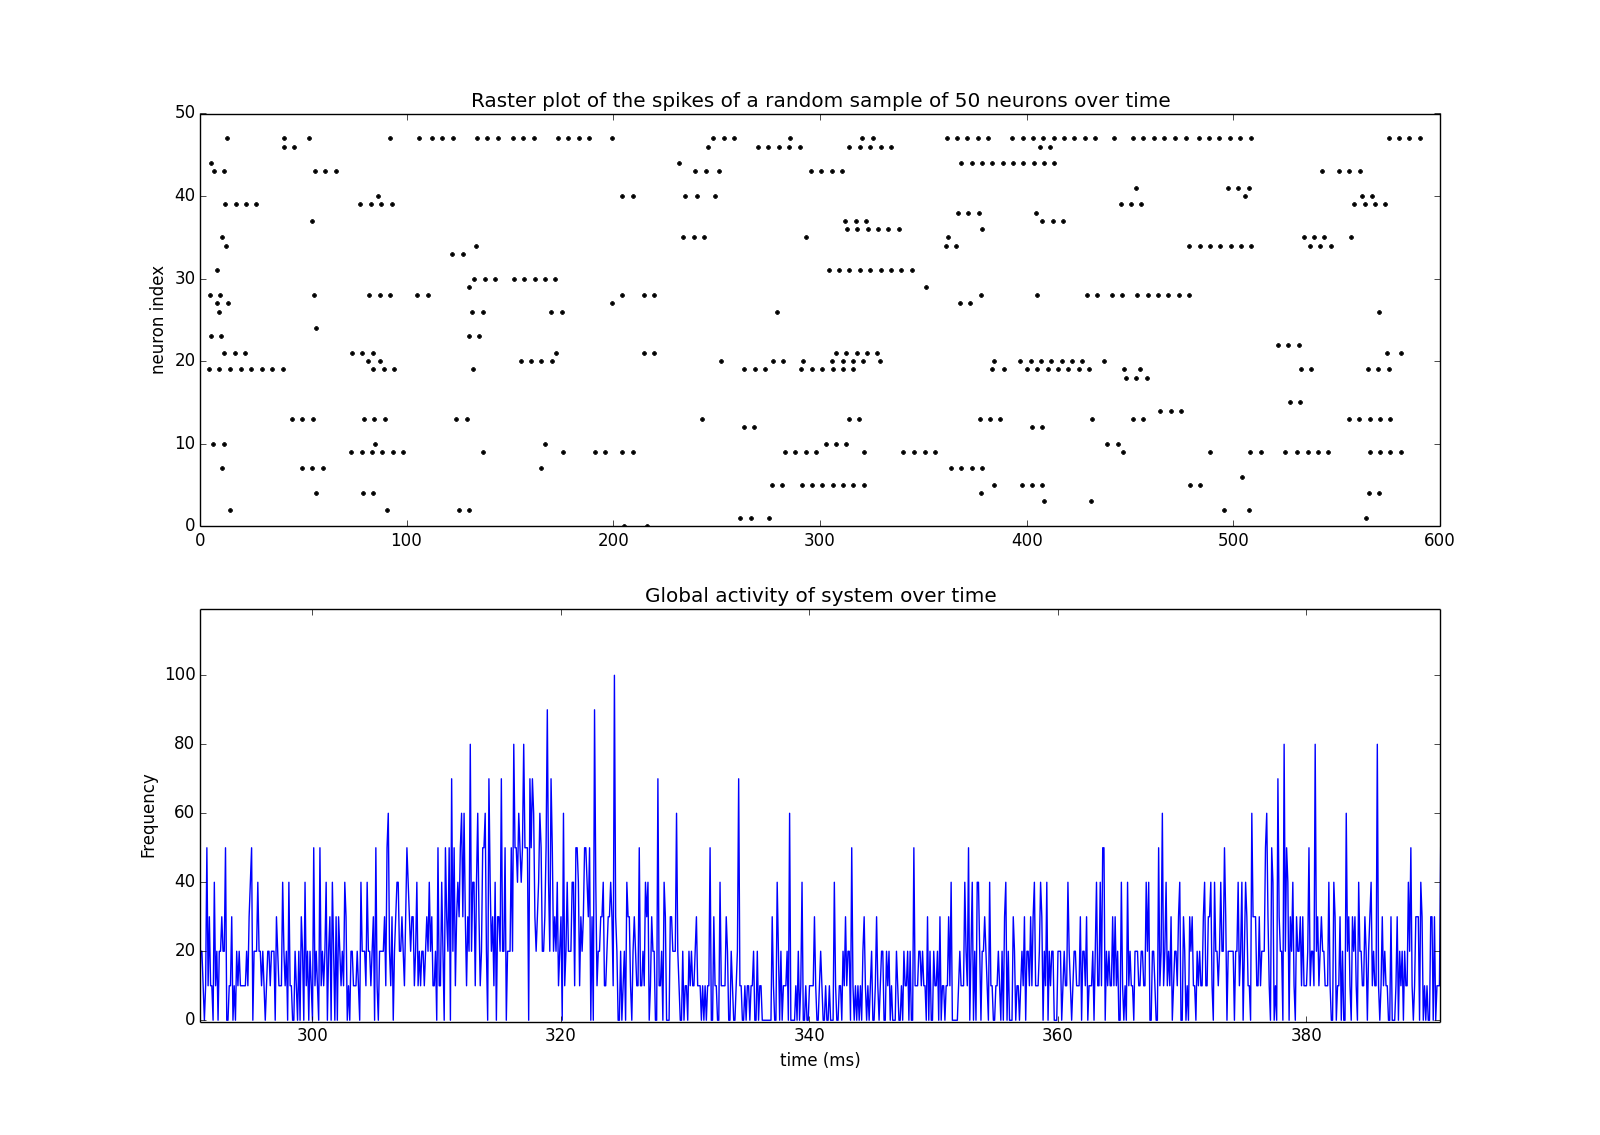 Raster plot of the spikes of a random sample of 50 neurons over time
50
40
30
20
10
0
neuron index
0 100 200 300 400 500 600
Global activity of system over time
100
80
60
40
20
0
Frequency
300 320 340 360 380
time (ms)